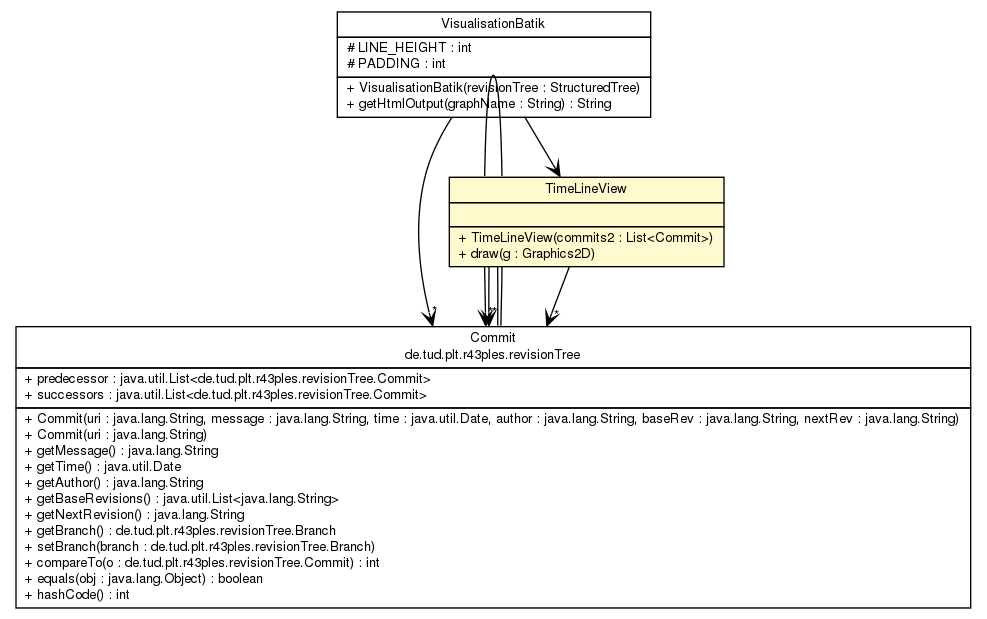 VisualisationBatik
# LINE_HEIGHT : int
# PADDING : int
+ VisualisationBatik(revisionTree : StructuredTree)
+ getHtmlOutput(graphName : String) : String
TimeLineView
+ TimeLineView(commits2 : List<Commit>)
+ draw(g : Graphics2D)
* * * *
Commit
de.tud.plt.r43ples.revisionTree
+ predecessor : java.util.List<de.tud.plt.r43ples.revisionTree.Commit>
+ successors : java.util.List<de.tud.plt.r43ples.revisionTree.Commit>
+ Commit(uri : java.lang.String, message : java.lang.String, time : java.util.Date, author : java.lang.String, baseRev : java.lang.String, nextRev : java.lang.String)
+ Commit(uri : java.lang.String)
+ getMessage() : java.lang.String
+ getTime() : java.util.Date
+ getAuthor() : java.lang.String
+ getBaseRevisions() : java.util.List<java.lang.String>
+ getNextRevision() : java.lang.String
+ getBranch() : de.tud.plt.r43ples.revisionTree.Branch
+ setBranch(branch : de.tud.plt.r43ples.revisionTree.Branch)
+ compareTo(o : de.tud.plt.r43ples.revisionTree.Commit) : int
+ equals(obj : java.lang.Object) : boolean
+ hashCode() : int